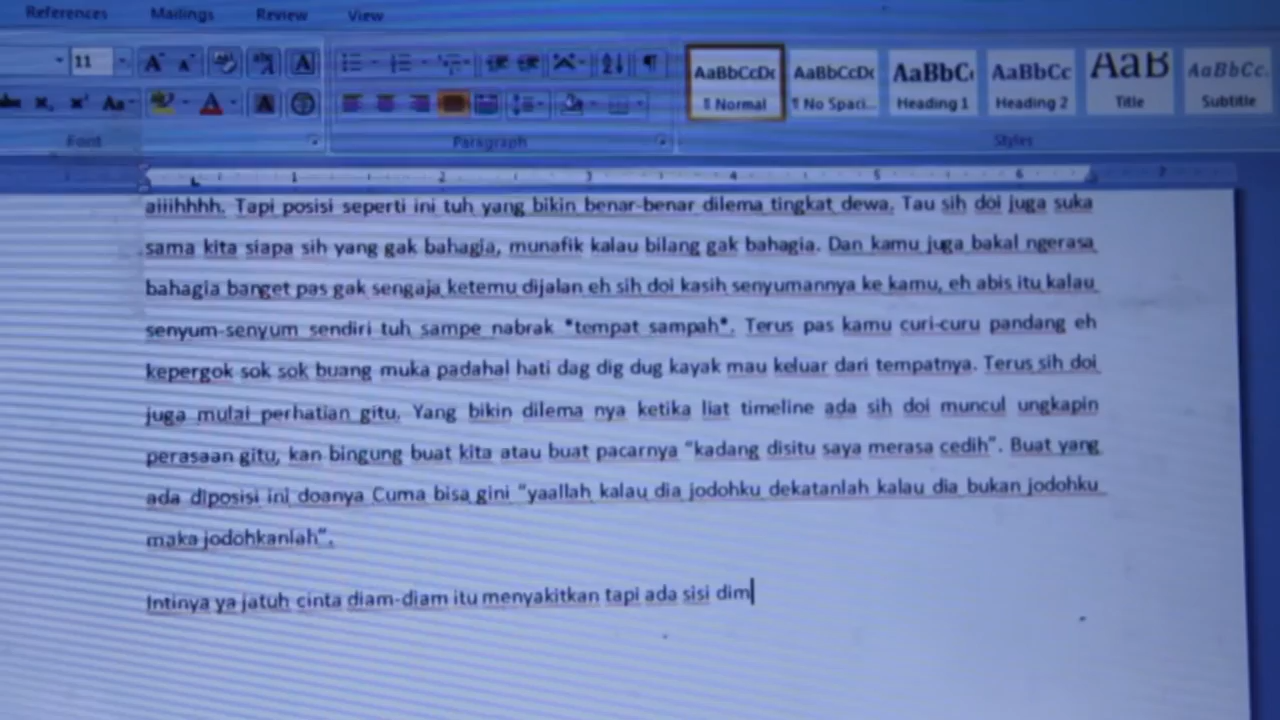 References Mailings Review View
11
AaBbCcDc AaBbCcDc AaBbC AaBbCc AaB AaBbCc.
¶ Normal ¶ No Spaci... Heading 1 Heading 2 Title Subtitle
Font Paragraph Styles
1 2 3 4 5 6 7
aiiihhhh. Tapi posisi seperti ini tuh yang bikin benar-benar dilema tingkat dewa. Tau sih doi juga suka
sama kita siapa sih yang gak bahagia, munafik kalau bilang gak bahagia. Dan kamu juga bakal ngerasa
bahagia banget pas gak sengaja ketemu dijalan eh sih doi kasih senyumannya ke kamu, eh abis itu kalau
senyum-senyum sendiri tuh sampe nabrak *tempat sampah*. Terus pas kamu curi-curu pandang eh
kepergok sok sok buang muka padahal hati dag dig dug kayak mau keluar dari tempatnya. Terus sih doi
juga mulai perhatian gitu. Yang bikin dilema nya ketika liat timeline ada sih doi muncul ungkapin
perasaan gitu, kan bingung buat kita atau buat pacarnya “kadang disitu saya merasa cedih”. Buat yang
ada diposisi ini doanya Cuma bisa gini “yaallah kalau dia jodohku dekatanlah kalau dia bukan jodohku
maka jodohkanlah”.
Intinya ya jatuh cinta diam-diam itu menyakitkan tapi ada sisi dim